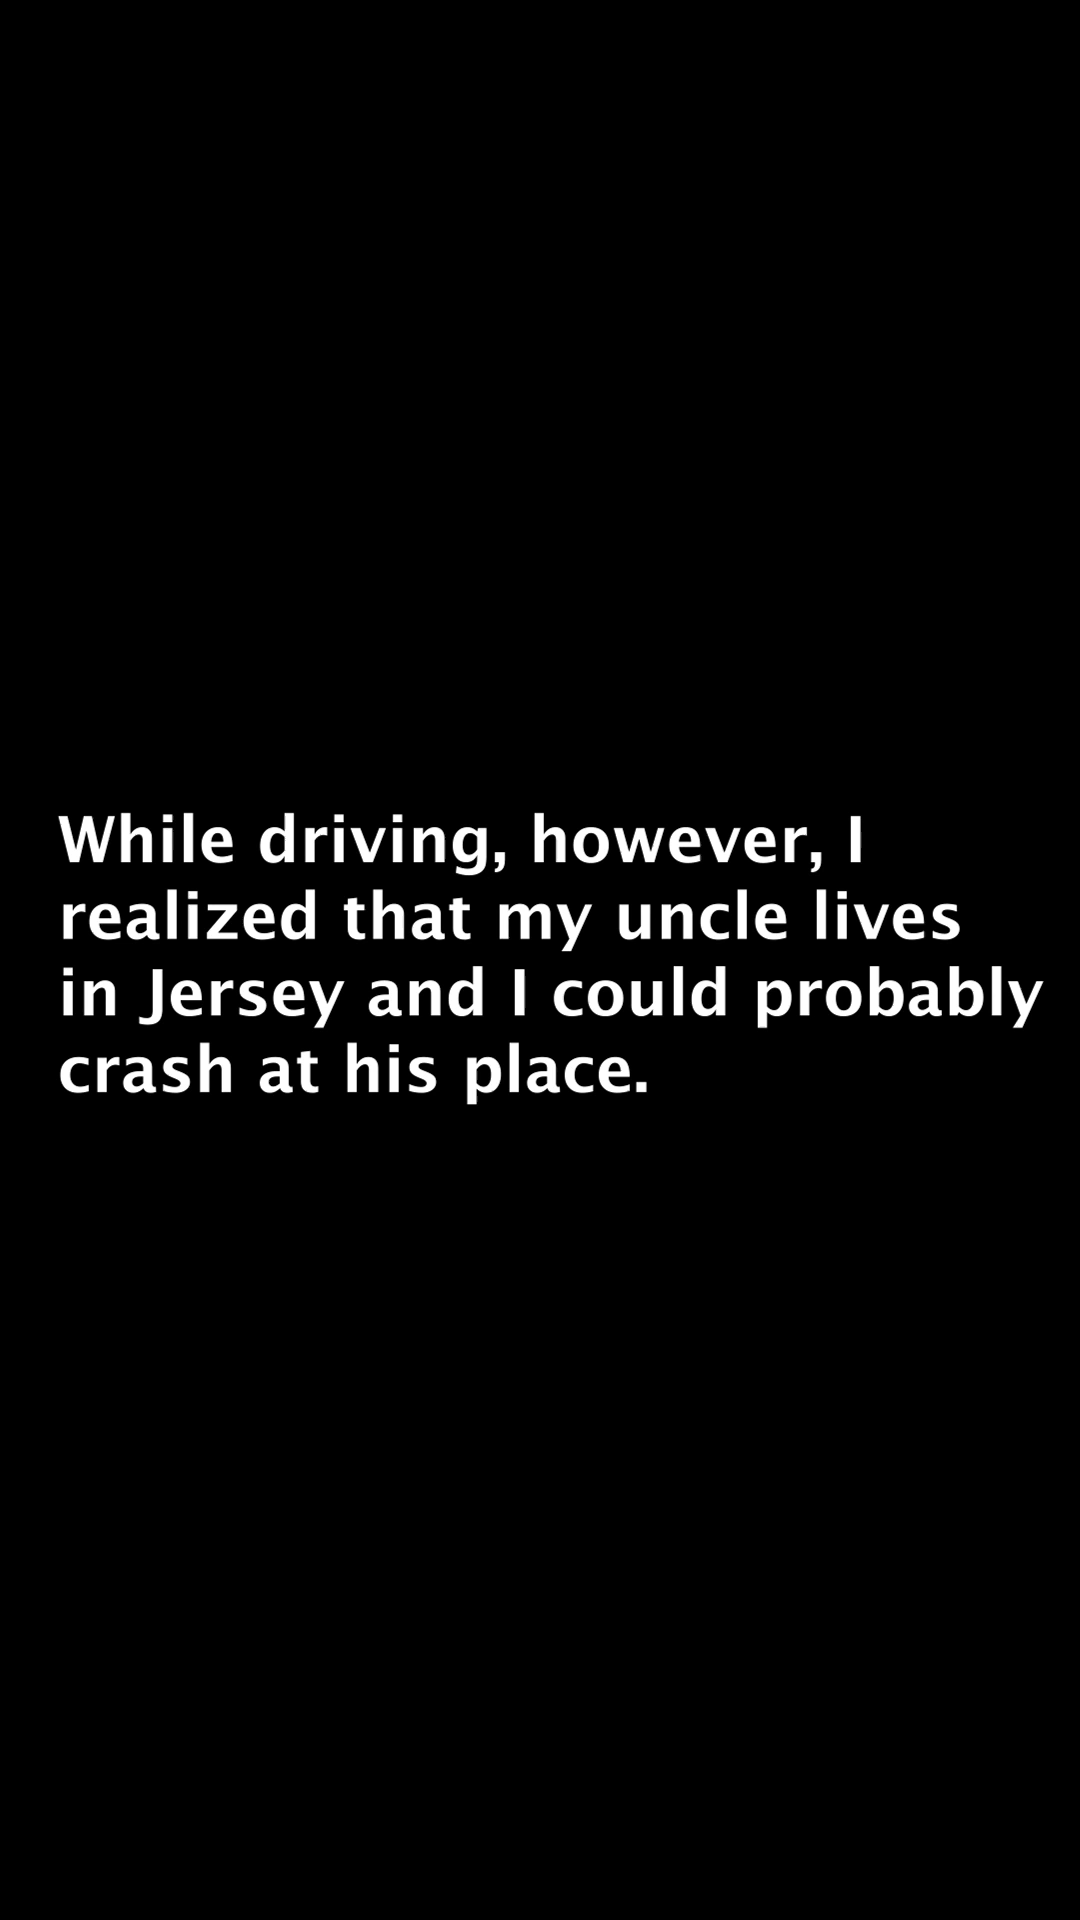 While driving, however, I
realized that my uncle lives
in Jersey and I could probably
crash at his place.